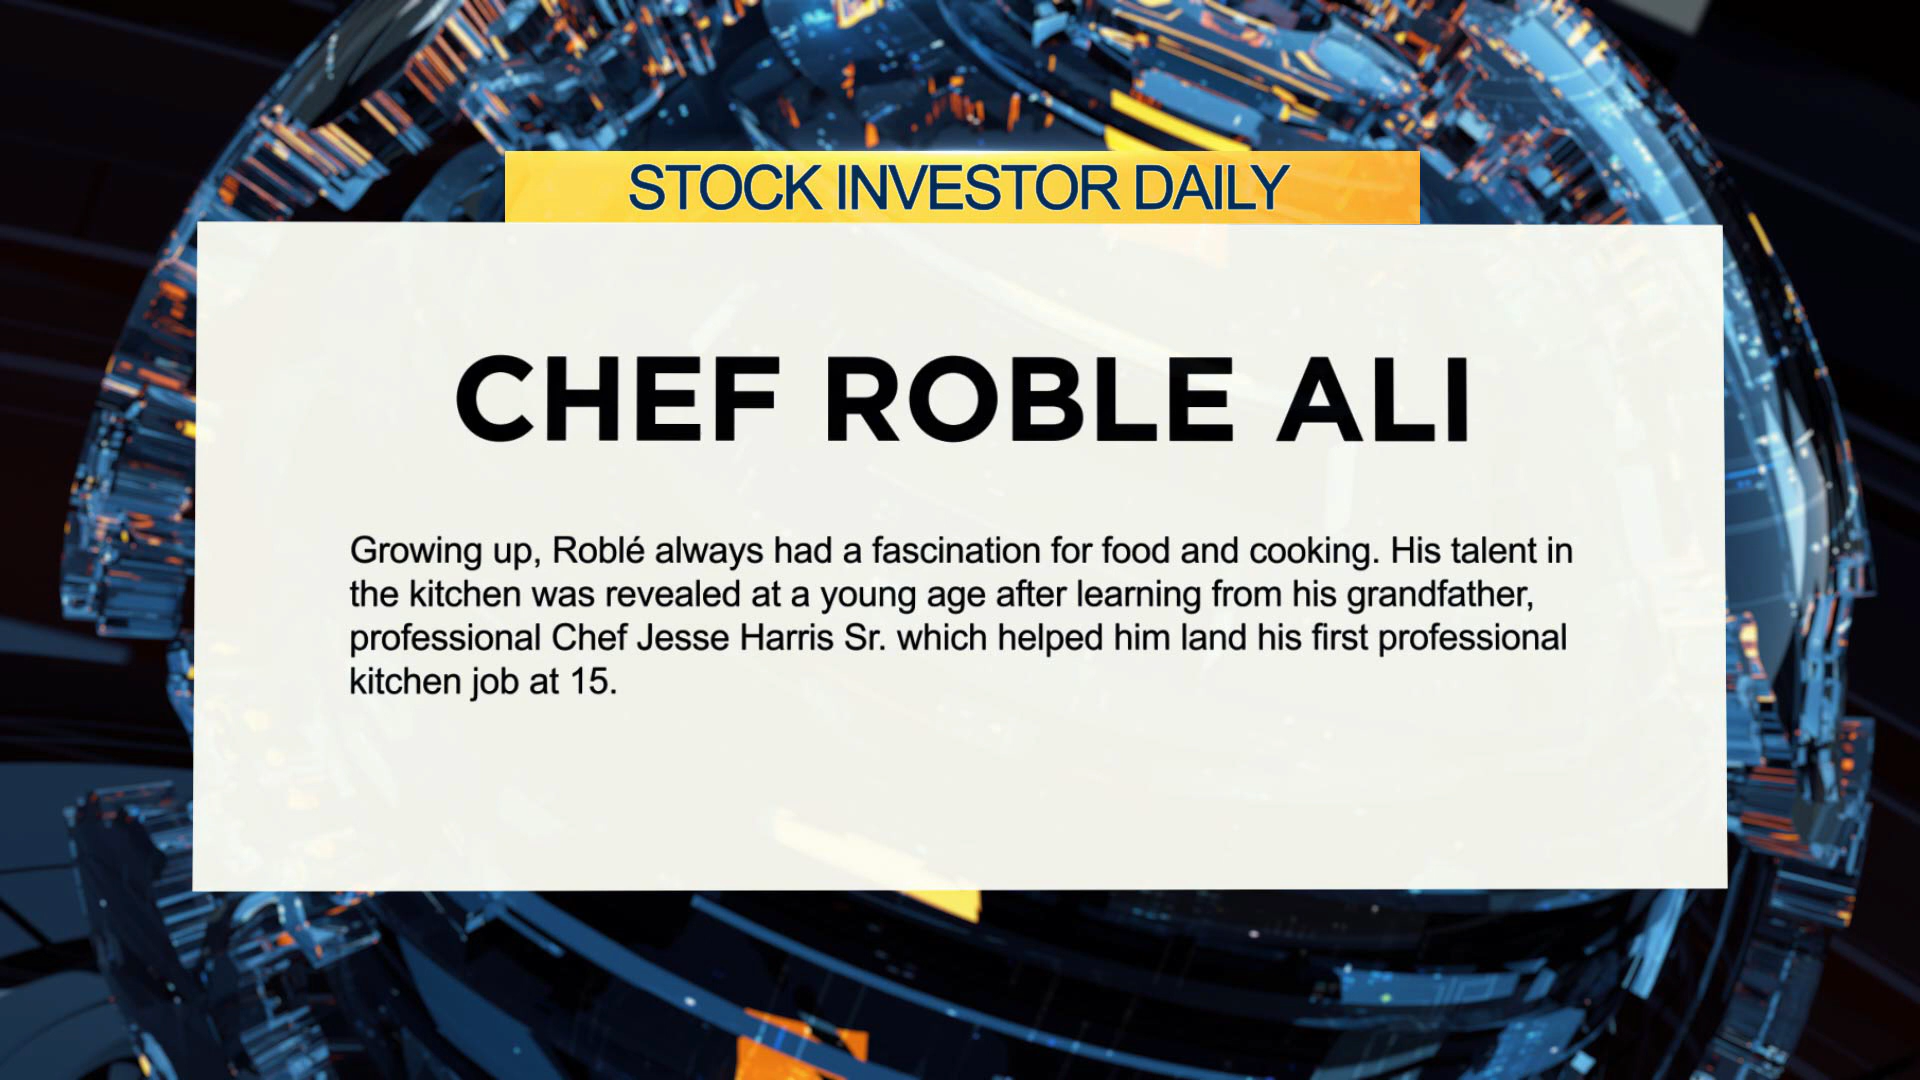 STOCK INVESTOR DAILY
CHEF ROBLE ALI
Growing up, Roblé always had a fascination for food and cooking. His talent in
the kitchen was revealed at a young age after learning from his grandfather,
professional Chef Jesse Harris Sr. which helped him land his first professional
kitchen job at 15.